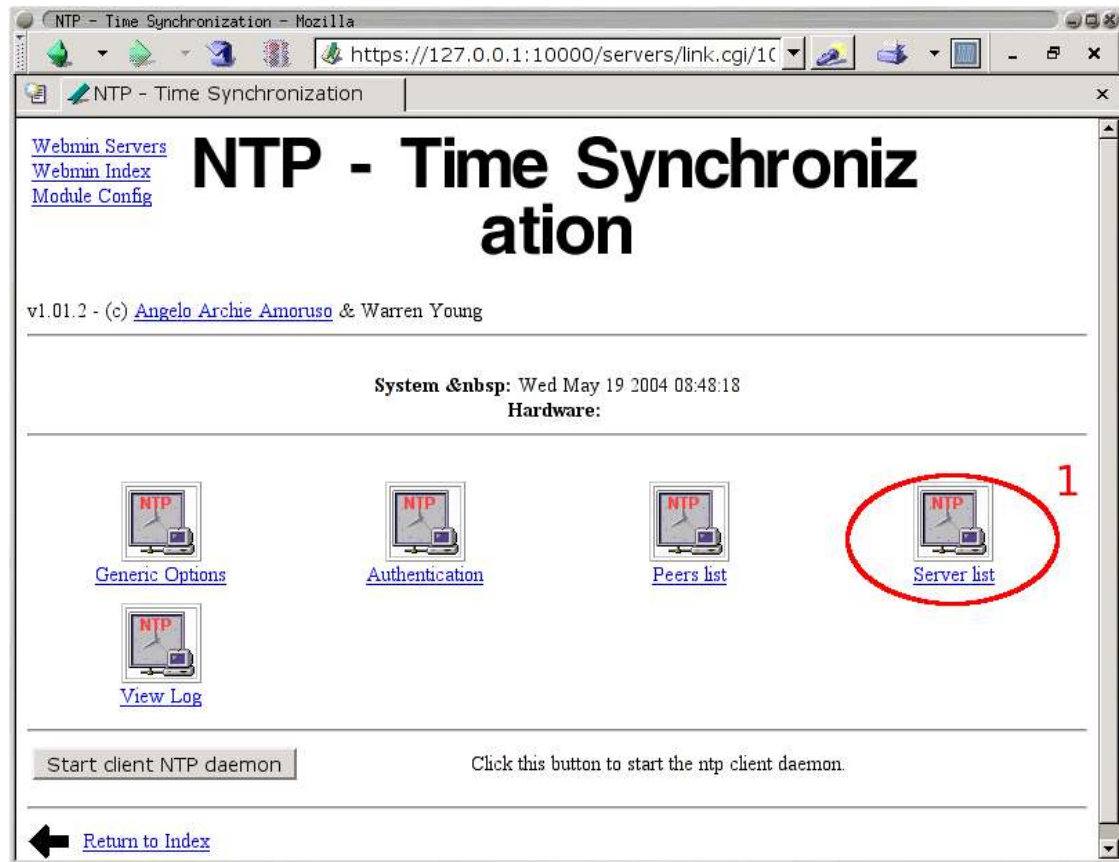 NTP - Time Synchronization - Mozilla
https://127.0.0.1:10000/servers/link.cgi/10
NTP - Time Synchronization
Webmin Servers
Webmin Index
Module Config
NTP - Time Synchroniz
ation
v1.01.2 - (c) Angelo Archie Amoruso & Warren Young
System &nbsp: Wed May 19 2004 08:48:18
Hardware:
1
NTP
NTP
NTP
NTP
Generic Options
Authentication
Peers list
Server list
NTP
View Log
Start client NTP daemon
Click this button to start the ntp client daemon.
Return to Index